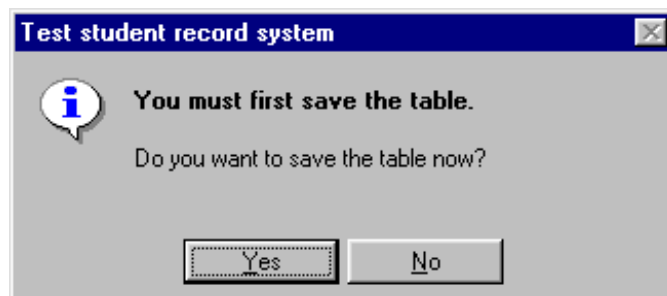 Test student record system
You must first save the table.
Do you want to save the table now?
Yes
No